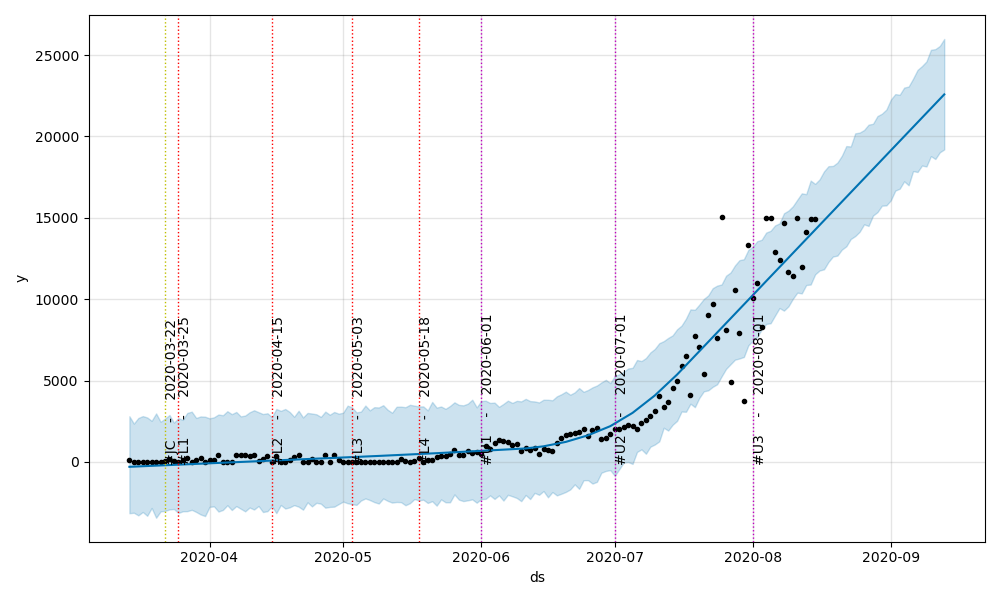 25000
20000
15000
10000
5000
0
y
#JC - 2020-03-22
#L1 - 2020-03-25
#L2 - 2020-04-15
#L3 - 2020-05-03
#L4 - 2020-05-18
#U1 - 2020-06-01
#U2 - 2020-07-01
#U3 - 2020-08-01
2020-04
2020-05
2020-06
2020-07
2020-08
2020-09
ds